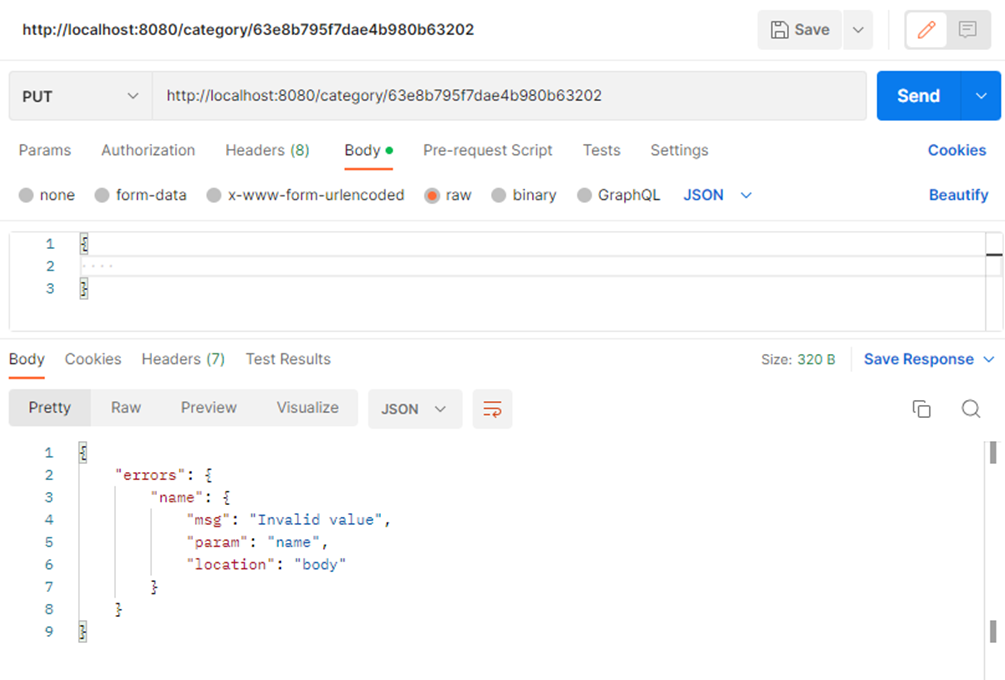 http://localhost:8080/category/63e8b795f7dae4b980b63202 Save
PUT http://localhost:8080/category/63e8b795f7dae4b980b63202 Send
Params Authorization Headers (8) Body Pre-request Script Tests Settings Cookies
none form-data x-www-form-urlencoded raw binary GraphQL JSON Beautify
1 {
2 ····
3 }
Body Cookies Headers (7) Test Results Size: 320 B Save Response
Pretty Raw Preview Visualize JSON
1 {
2 "errors": {
3 "name": {
4 "msg": "Invalid value",
5 "param": "name",
6 "location": "body"
7 }
8 }
9 }